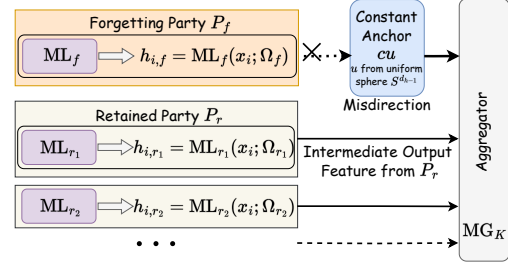 Forgetting Party P_f
ML_f
h_{i,f} = ML_f(x_i; Ω_f)
Constant
Anchor
cu
u from uniform
sphere S^{d_{h-1}}
Misdirection
Retained Party P_r
ML_{r_1}
h_{i,r_1} = ML_{r_1}(x_i; Ω_{r_1})
Intermediate Output
Feature from P_r
ML_{r_2}
h_{i,r_2} = ML_{r_2}(x_i; Ω_{r_2})
• • •
Aggregator
MG_K